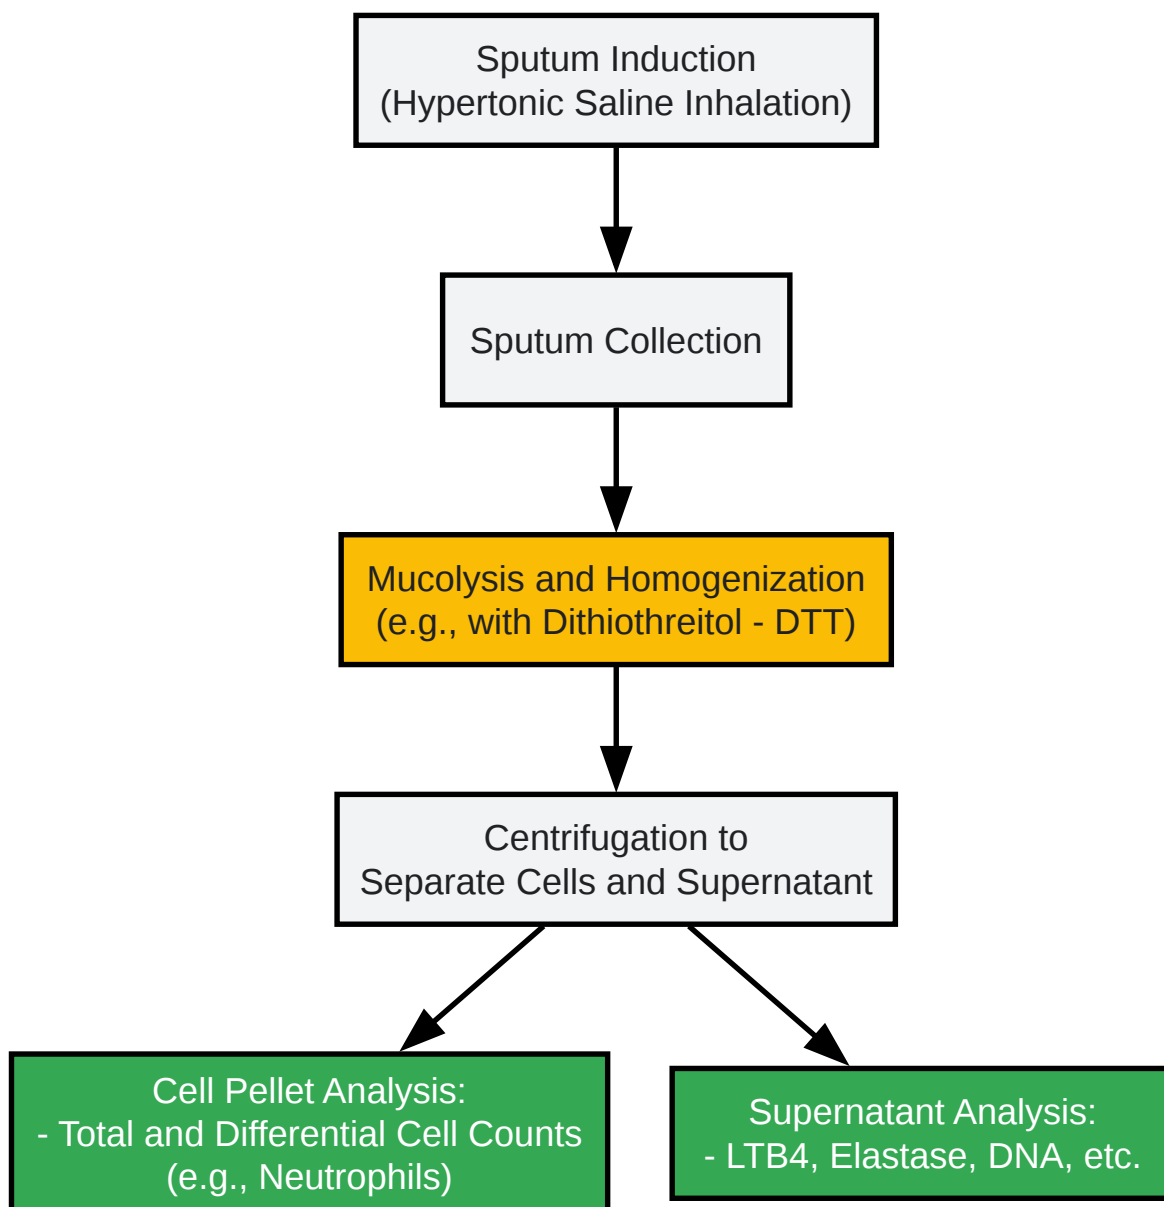 Sputum Induction
(Hypertonic Saline Inhalation)
Sputum Collection
Mucolysis and Homogenization
(e.g., with Dithiothreitol - DTT)
Centrifugation to
Separate Cells and Supernatant
Cell Pellet Analysis:
- Total and Differential Cell Counts
(e.g., Neutrophils)
Supernatant Analysis:
- LTB4, Elastase, DNA, etc.